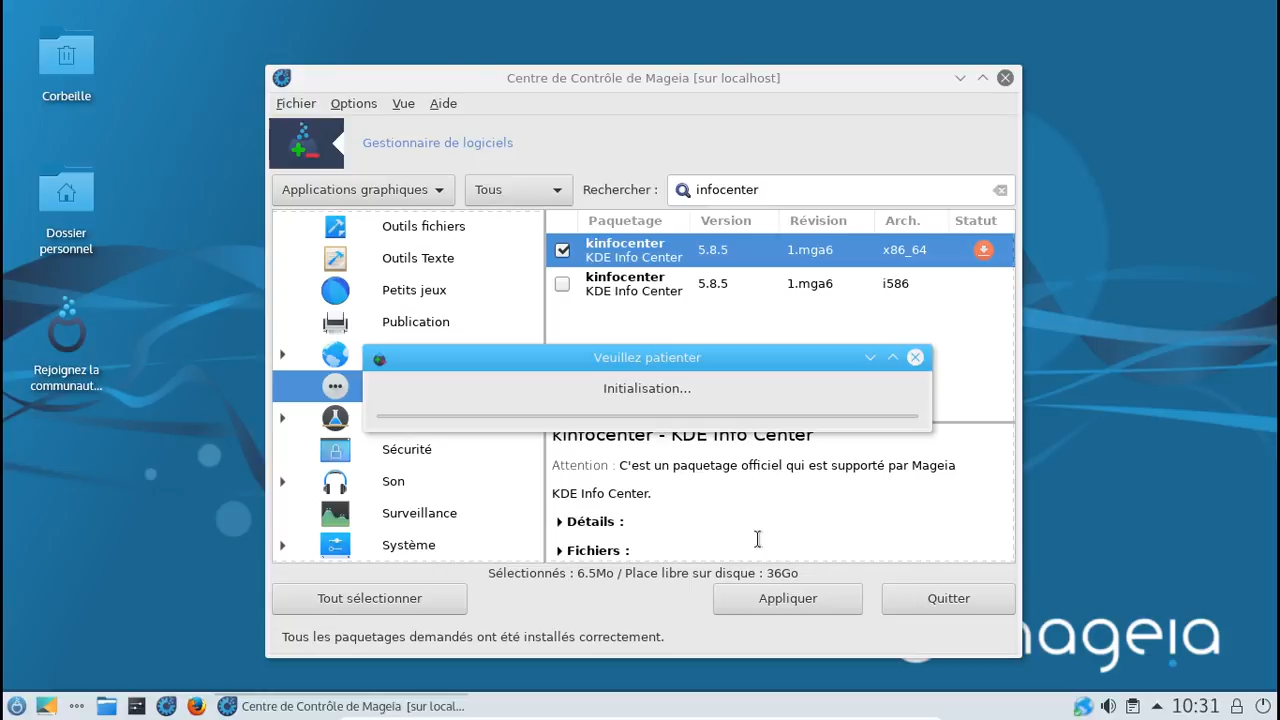 Corbeille
Dossier
personnel
Rejoignez la
communaut...
Centre de Contrôle de Mageia [sur localhost]
Fichier Options Vue Aide
Gestionnaire de logiciels
Applications graphiques Tous Rechercher : infocenter
Outils fichiers
Outils Texte
Petits jeux
Publication
Sécurité
Son
Surveillance
Système
Paquetage Version Révision Arch. Statut
kinfocenter 5.8.5 1.mga6 x86_64
KDE Info Center
kinfocenter 5.8.5 1.mga6 i586
KDE Info Center
Veuillez patienter
Initialisation...
kinfocenter - KDE Info Center
Attention : C'est un paquetage officiel qui est supporté par Mageia
KDE Info Center.
Détails :
Fichiers :
Sélectionnés : 6.5Mo / Place libre sur disque : 36Go
Tout sélectionner Appliquer Quitter
Tous les paquetages demandés ont été installés correctement.
mageia
Centre de Contrôle de Mageia [sur local... 10:31